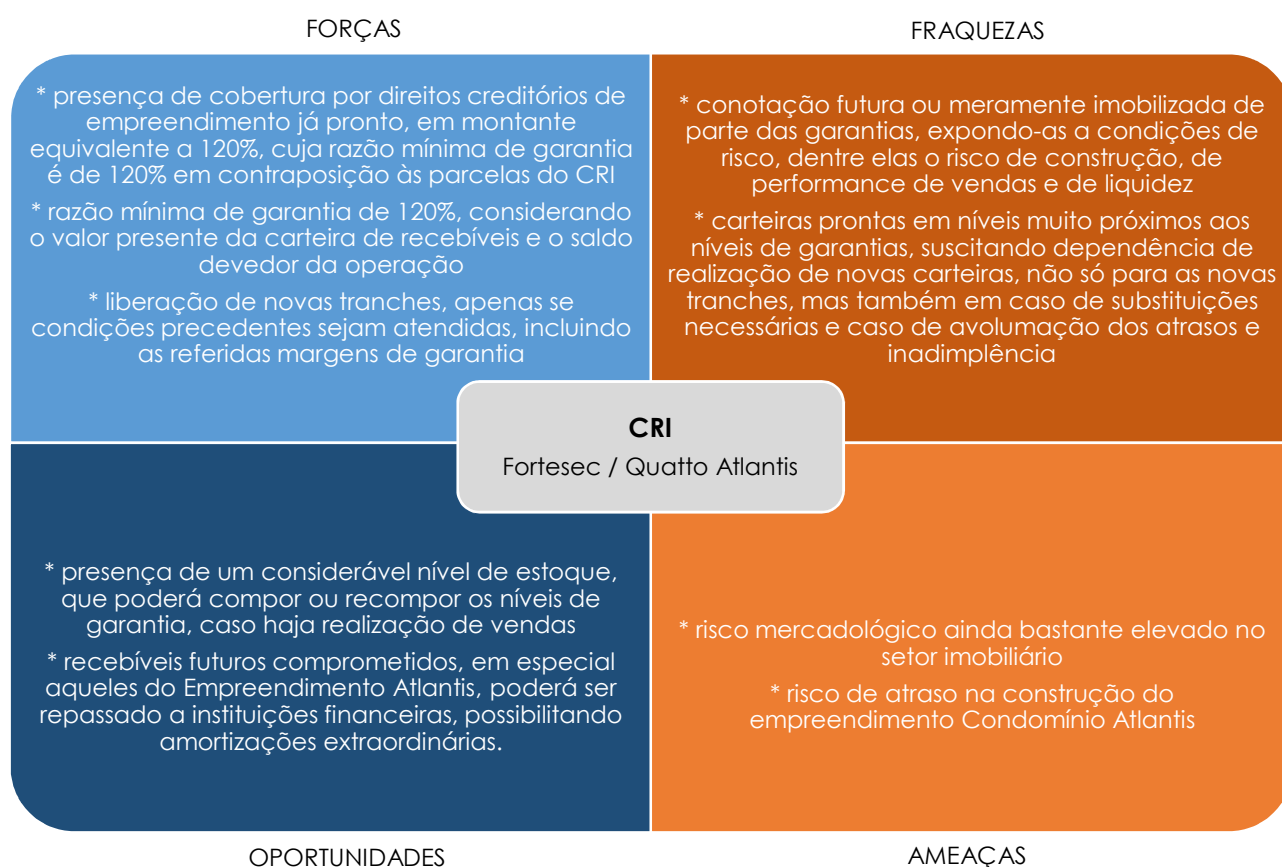 FORÇAS
* presença de cobertura por direitos creditórios de
empreendimento já pronto, em montante
equivalente a 120%, cuja razão mínima de garantia
é de 120% em contraposição às parcelas do CRI
* razão mínima de garantia de 120%, considerando
o valor presente da carteira de recebíveis e o saldo
devedor da operação
* liberação de novas tranches, apenas se
condições precedentes sejam atendidas, incluindo
as referidas margens de garantia
FRAQUEZAS
* conotação futura ou meramente imobilizada de
parte das garantias, expondo-as a condições de
risco, dentre elas o risco de construção, de
performance de vendas e de liquidez
* carteiras prontas em níveis muito próximos aos
níveis de garantias, suscitando dependência de
realização de novas carteiras, não só para as novas
tranches, mas também em caso de substituições
necessárias e caso de avolumação dos atrasos e
inadimplência
CRI
Fortesec / Quatto Atlantis
* presença de um considerável nível de estoque,
que poderá compor ou recompor os níveis de
garantia, caso haja realização de vendas
* recebíveis futuros comprometidos, em especial
aqueles do Empreendimento Atlantis, poderá ser
repassado a instituições financeiras, possibilitando
amortizações extraordinárias.
OPORTUNIDADES
* risco mercadológico ainda bastante elevado no
setor imobiliário
* risco de atraso na construção do
empreendimento Condomínio Atlantis
AMEAÇAS